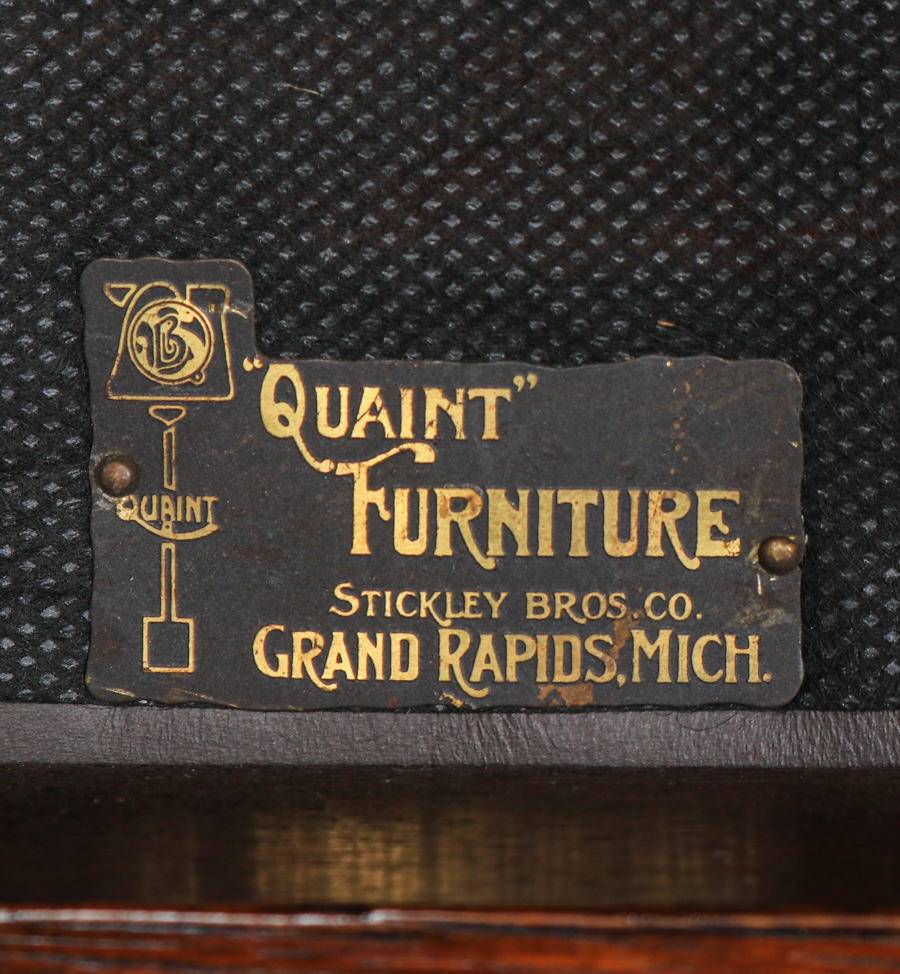 "QUAINT"
FURNITURE
STICKLEY BROS. CO.
GRAND RAPIDS, MICH.
QUAINT